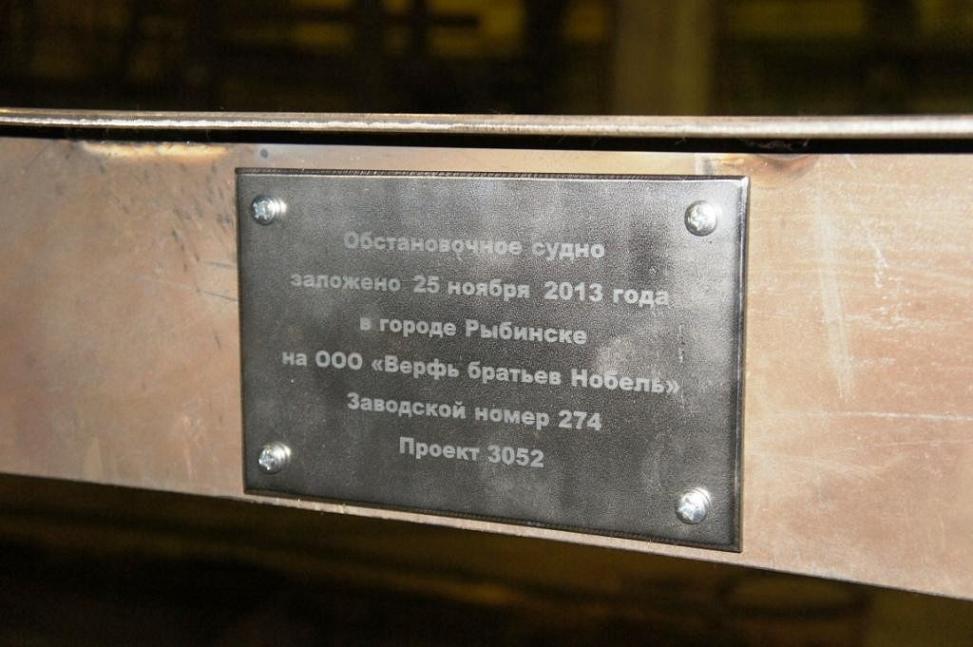 Обстановочное судно
заложено 25 ноября 2013 года
в городе Рыбинске
на ООО «Верфь братьев Нобель»
Заводской номер 274
Проект 3052